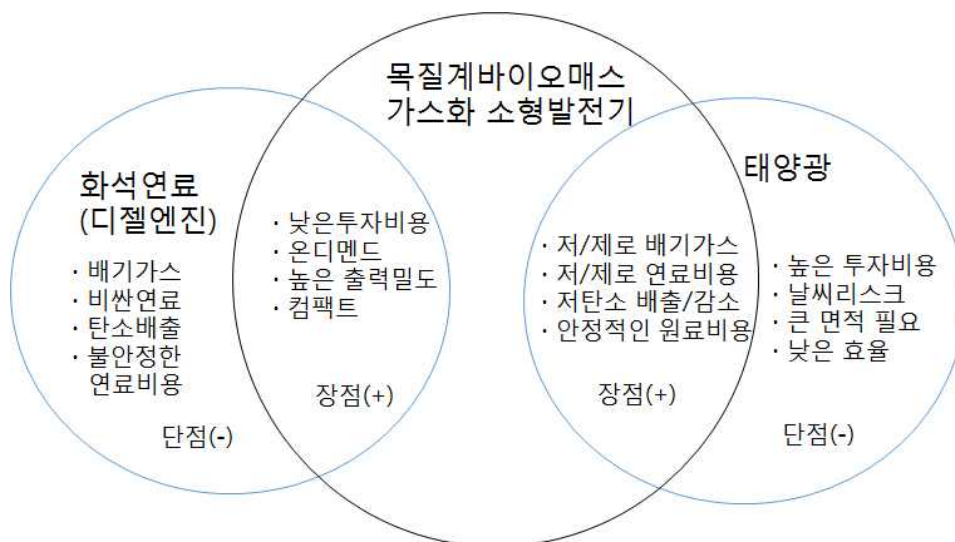 목질계바이오매스
가스화 소형발전기
화석연료
(디젤엔진)
· 배기가스
· 비싼연료
· 탄소배출
· 불안정한
연료비용
단점(-)
· 낮은투자비용
· 온디멘드
· 높은 출력밀도
· 컴팩트
장점(+)
· 저/제로 배기가스
· 저/제로 연료비용
· 저탄소 배출/감소
· 안정적인 원료비용
장점(+)
태양광
· 높은 투자비용
· 날씨리스크
· 큰 면적 필요
· 낮은 효율
단점(-)